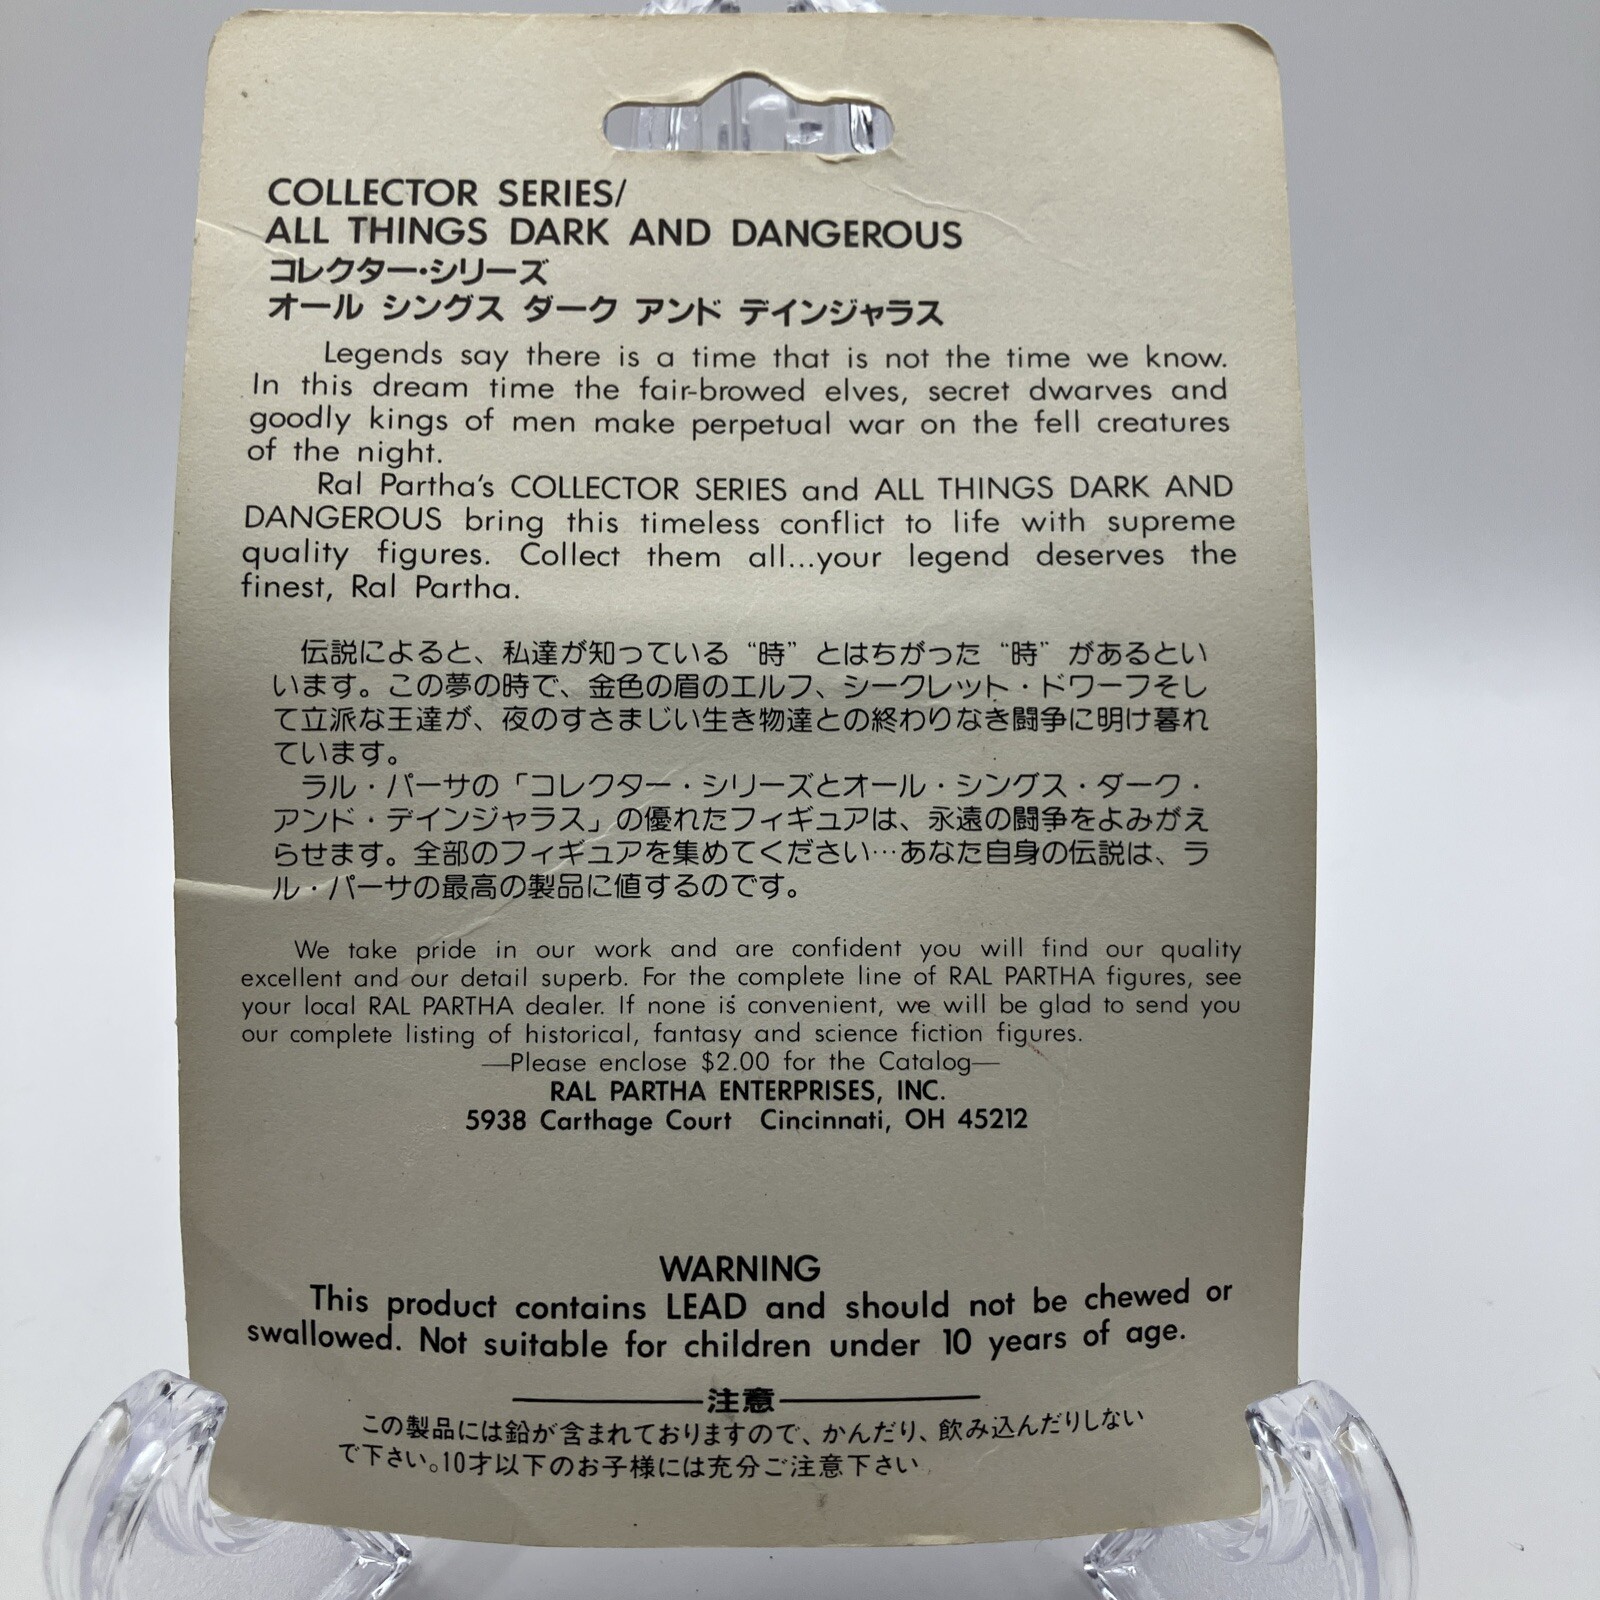 COLLECTOR SERIES/
ALL THINGS DARK AND DANGEROUS
コレクター・シリーズ
オール シングス ダーク アンド デインジャラス
Legends say there is a time that is not the time we know.
In this dream time the fair-browed elves, secret dwarves and
goodly kings of men make perpetual war on the fell creatures
of the night.
Ral Partha's COLLECTOR SERIES and ALL THINGS DARK AND
DANGEROUS bring this timeless conflict to life with supreme
quality figures. Collect them all...your legend deserves the
finest, Ral Partha.
伝説によると、私達が知っている“時”とはちがった“時”があるとい
います。この夢の時で、金色の眉のエルフ、シークレット・ドワーフそし
て立派な王達が、夜のすさまじい生き物達との終わりなき闘争に明け暮れ
ています。
ラル・パーサの「コレクター・シリーズとオール・シングス・ダーク・
アンド・デインジャラス」の優れたフィギュアは、永遠の闘争をよみがえ
らせます。全部のフィギュアを集めてください…あなた自身の伝説は、ラ
ル・パーサの最高の製品に値するのです。
We take pride in our work and are confident you will find our quality
excellent and our detail superb. For the complete line of RAL PARTHA figures, see
your local RAL PARTHA dealer. If none is convenient, we will be glad to send you
our complete listing of historical, fantasy and science fiction figures.
—Please enclose $2.00 for the Catalog—
RAL PARTHA ENTERPRISES, INC.
5938 Carthage Court Cincinnati, OH 45212
WARNING
This product contains LEAD and should not be chewed or
swallowed. Not suitable for children under 10 years of age.
注意
この製品には鉛が含まれておりますので、かんだり、飲み込んだりしない
で下さい。10才以下のお子様には充分ご注意下さい